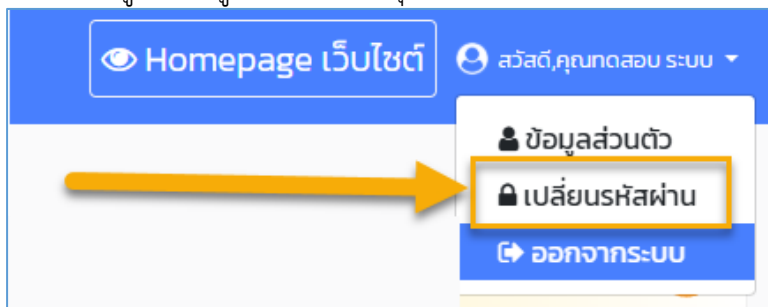 Homepage เว็บไซต์
สวัสดี,คุณทดสอบ ระบบ
ข้อมูลส่วนตัว
เปลี่ยนรหัสผ่าน
ออกจากระบบ